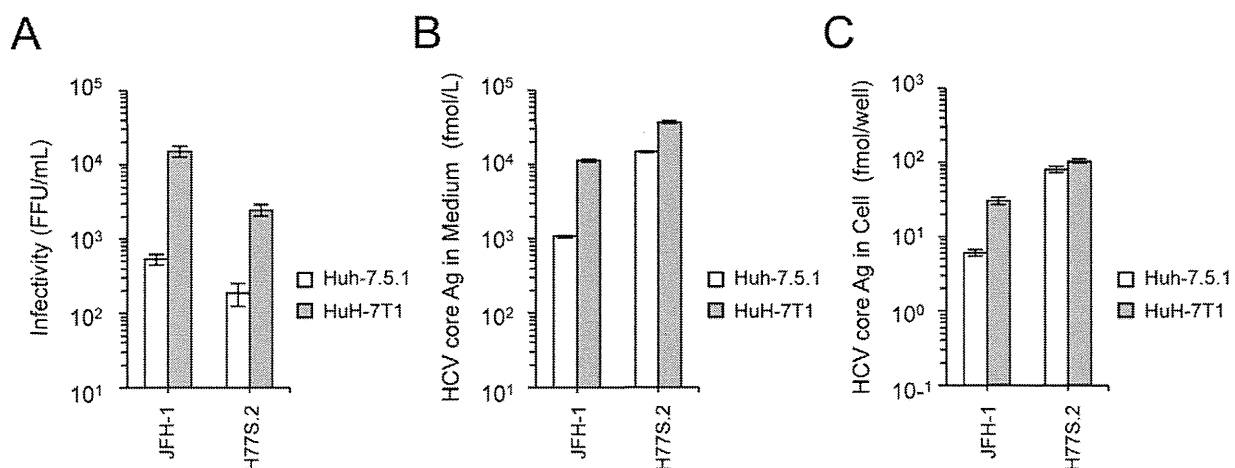 A
Infectivity (FFU/mL)
10⁵
10⁴
10³
10²
10¹
JFH-1
H77S.2
Huh-7.5.1
HuH-7T1
B
HCV core Ag in Medium (fmol/L)
10⁵
10⁴
10³
10²
10¹
JFH-1
H77S.2
Huh-7.5.1
HuH-7T1
C
HCV core Ag in Cell (fmol/well)
10³
10²
10¹
10⁰
10-¹
JFH-1
H77S.2
Huh-7.5.1
HuH-7T1